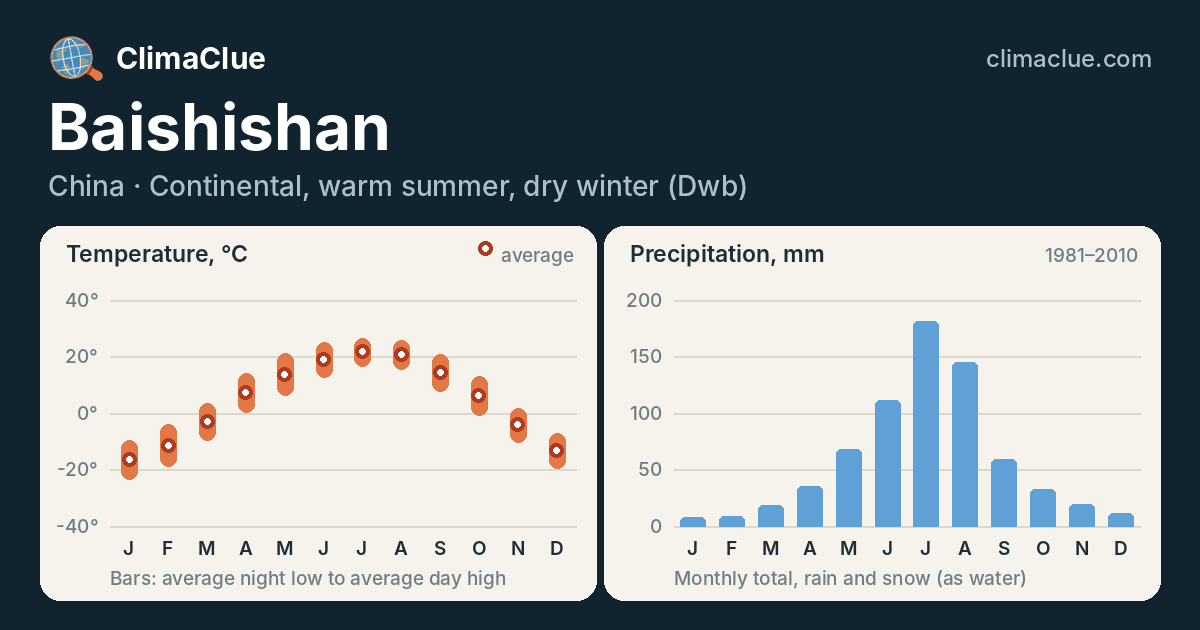 ClimaClue
climaclue.com
Baishishan
China · Continental, warm summer, dry winter (Dwb)
Temperature, °C
average
40°
20°
0°
-20°
-40°
J F M A M J J A S O N D
Bars: average night low to average day high
Precipitation, mm
1981–2010
200
150
100
50
0
J F M A M J J A S O N D
Monthly total, rain and snow (as water)